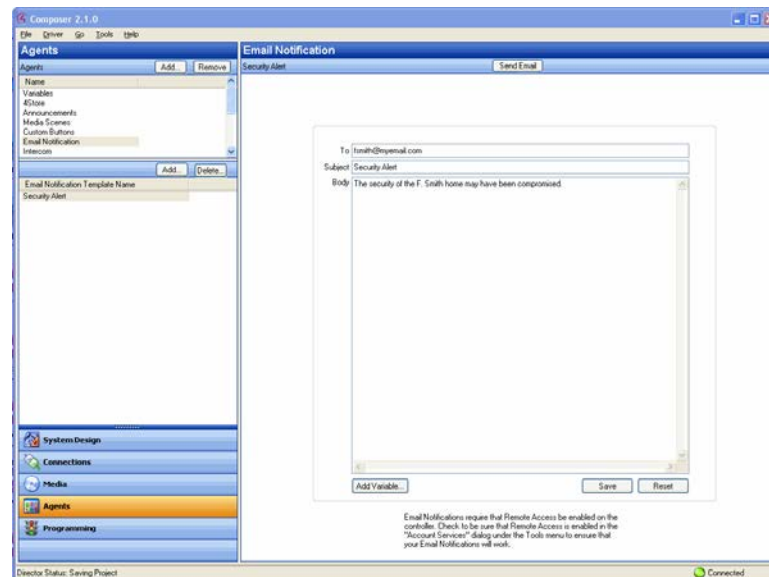 Composer 2.1.0
File Driver Go Tools Help
Agents
Agents Add... Remove
Name
Variables
4Store
Announcements
Media Scenes
Custom Buttons
Email Notification
Intercom
Add... Delete...
Email Notification Template Name
Security Alert
System Design
Connections
Media
Agents
Programming
Email Notification
Security Alert Send Email
To fsmith@myemail.com
Subject Security Alert
Body The security of the F. Smith home may have been compromised.
Add Variable... Save Reset
Email Notifications require that Remote Access be enabled on the
controller. Check to be sure that Remote Access is enabled in the
"Account Services" dialog under the Tools menu to ensure that
your Email Notifications will work.
Director Status: Saving Project Connected